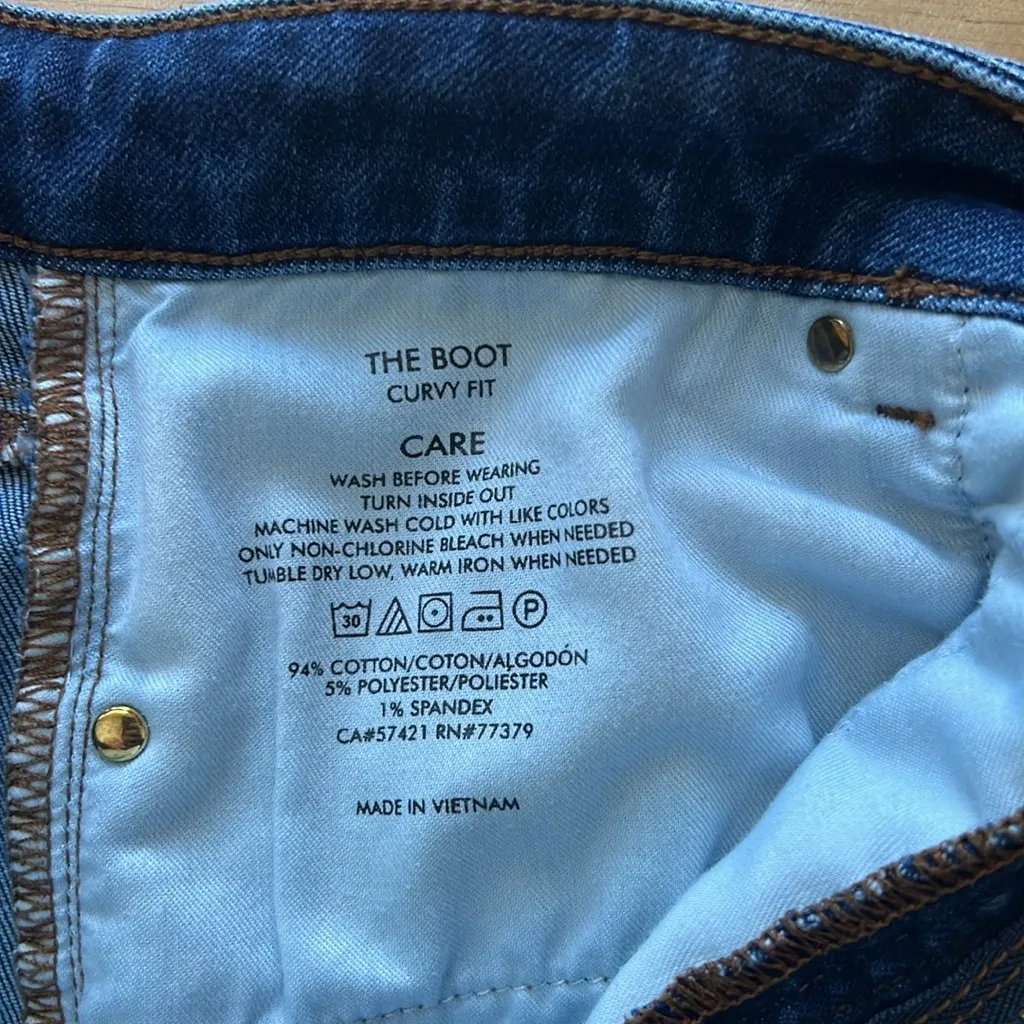 THE BOOT
CURVY FIT
CARE
WASH BEFORE WEARING
TURN INSIDE OUT
MACHINE WASH COLD WITH LIKE COLORS
ONLY NON-CHLORINE BLEACH WHEN NEEDED
TUMBLE DRY LOW, WARM IRON WHEN NEEDED
30 P
94% COTTON/COTON/ALGODÓN
5% POLYESTER/POLIÉSTER
1% SPANDEX
CA#57421 RN#77379
MADE IN VIETNAM